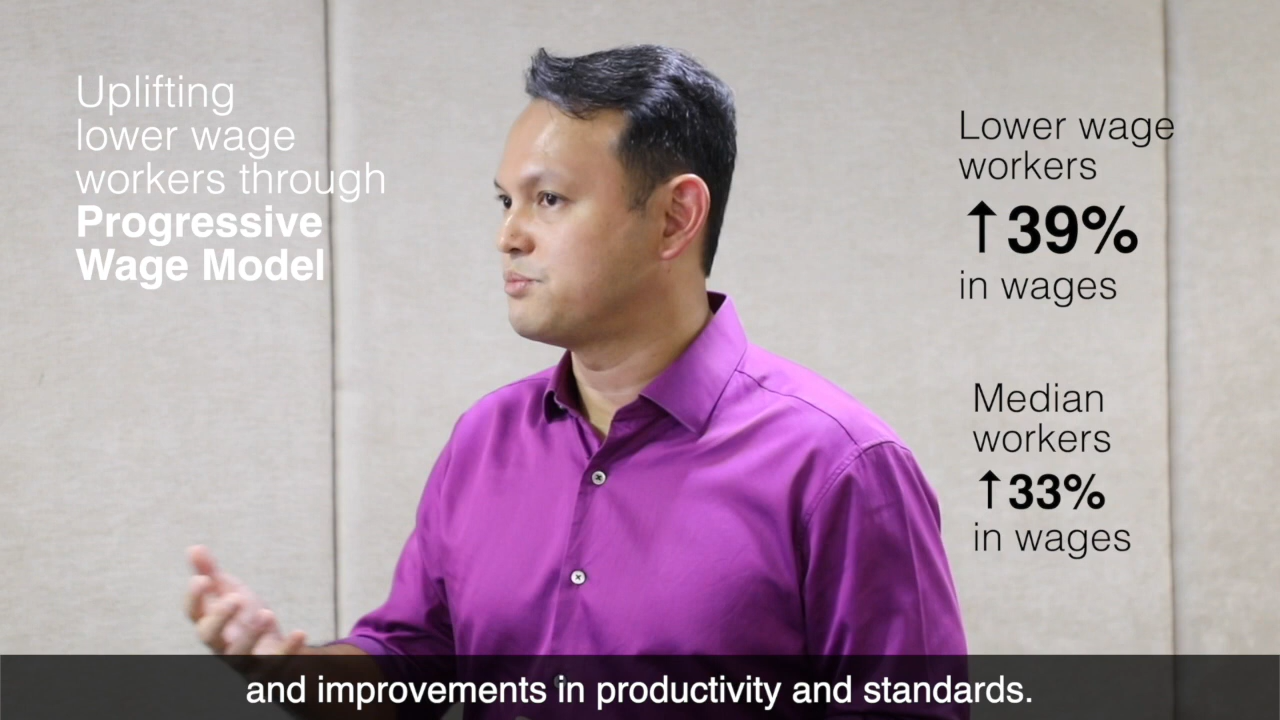 Uplifting
lower wage
workers through
Progressive
Wage Model
Lower wage
workers
↑39%
in wages
Median
workers
↑33%
in wages
and improvements in productivity and standards.